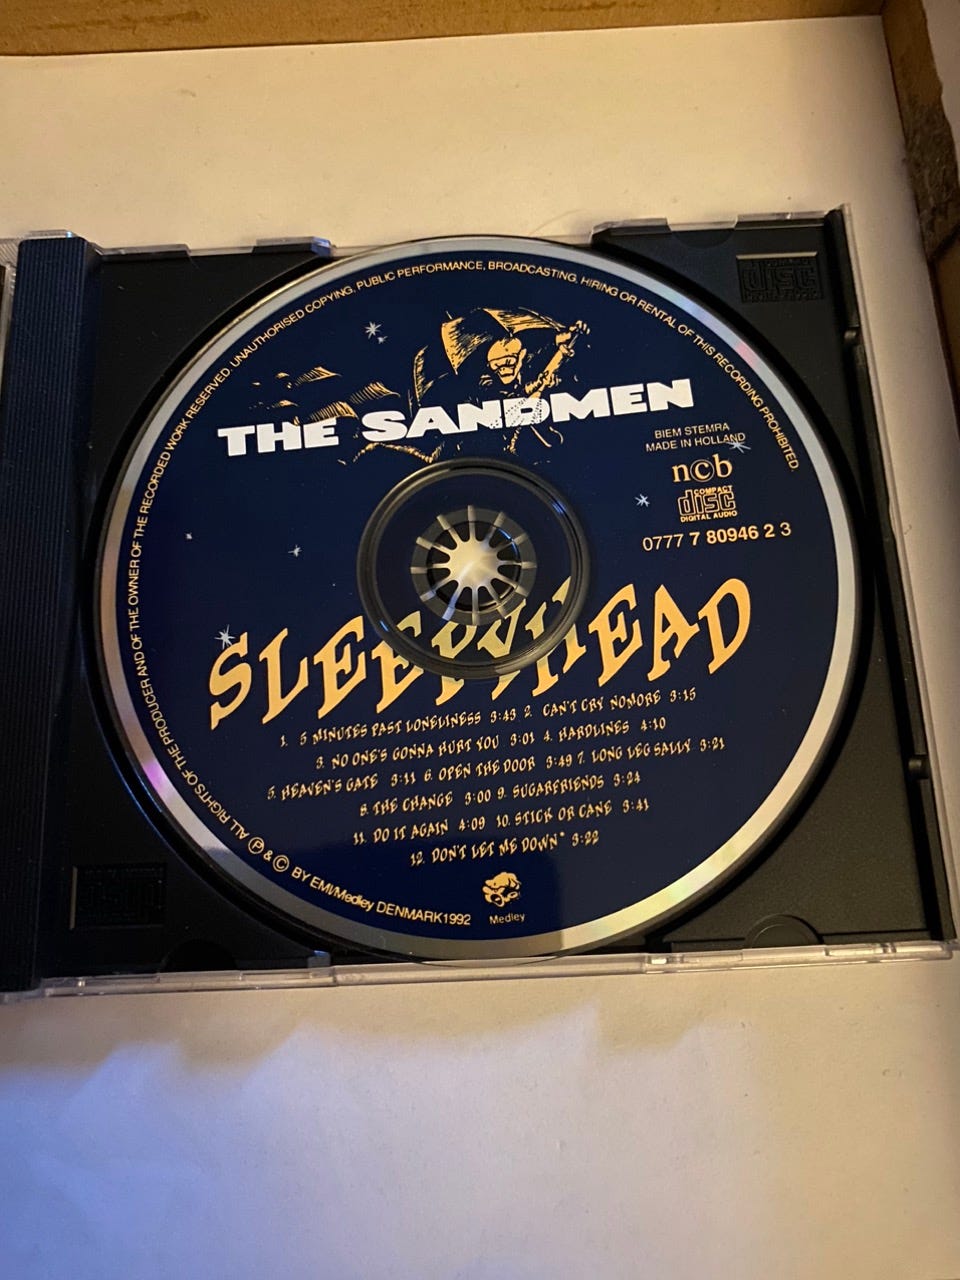 ALL RIGHTS OF THE PRODUCER AND OF THE OWNER OF THE RECORDED WORK RESERVED. UNAUTHORISED COPYING, PUBLIC PERFORMANCE, BROADCASTING, HIRING OR RENTAL OF THIS RECORDING PROHIBITED.
THE SANDMEN
BIEM STEMRA
MADE IN HOLLAND
n©b
COMPACT
disc
DIGITAL AUDIO
0777 7 80946 2 3
SLEEPYHEAD
1. 5 MINUTES PAST LONELINESS 3:43 2. CAN'T CRY NOMORE 3:15
3. NO ONE'S GONNA HURT YOU 3:01 4. HARDLINES 4:10
5. HEAVEN'S GATE 3:11 6. OPEN THE DOOR 3:49 7. LONG LEG SALLY 3:21
8. THE CHANGE 3:00 9. SUGARFRIENDS 3:24
11. DO IT AGAIN 4:09 10. STICK OR CANE 3:41
12. DON'T LET ME DOWN* 3:22
Medley
Ⓟ & © BY EMI/Medley DENMARK1992
disc